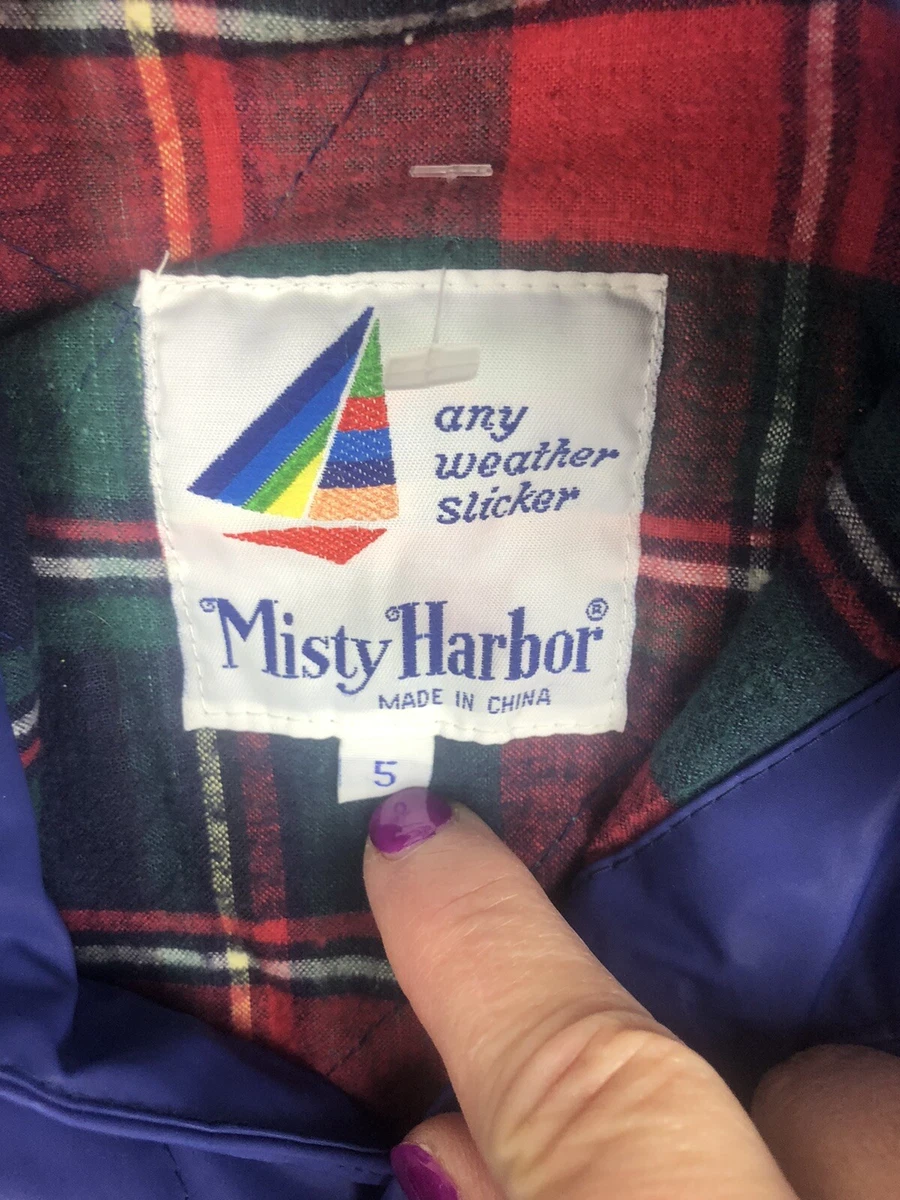 any
weather
slicker
Misty Harbor®
MADE IN CHINA
5